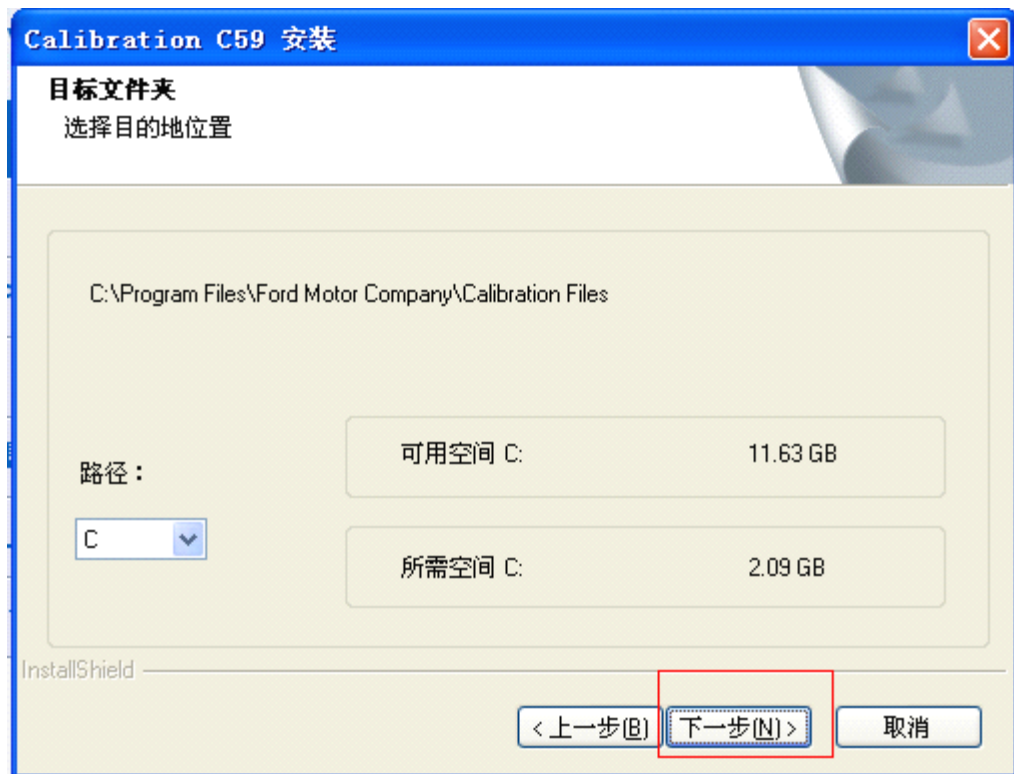 Calibration C59 安装
目标文件夹
选择目的地位置
C:\Program Files\Ford Motor Company\Calibration Files
可用空间 C: 11.63 GB
路径：
C
所需空间 C: 2.09 GB
InstallShield
< 上一步(B) 下一步(N) > 取消